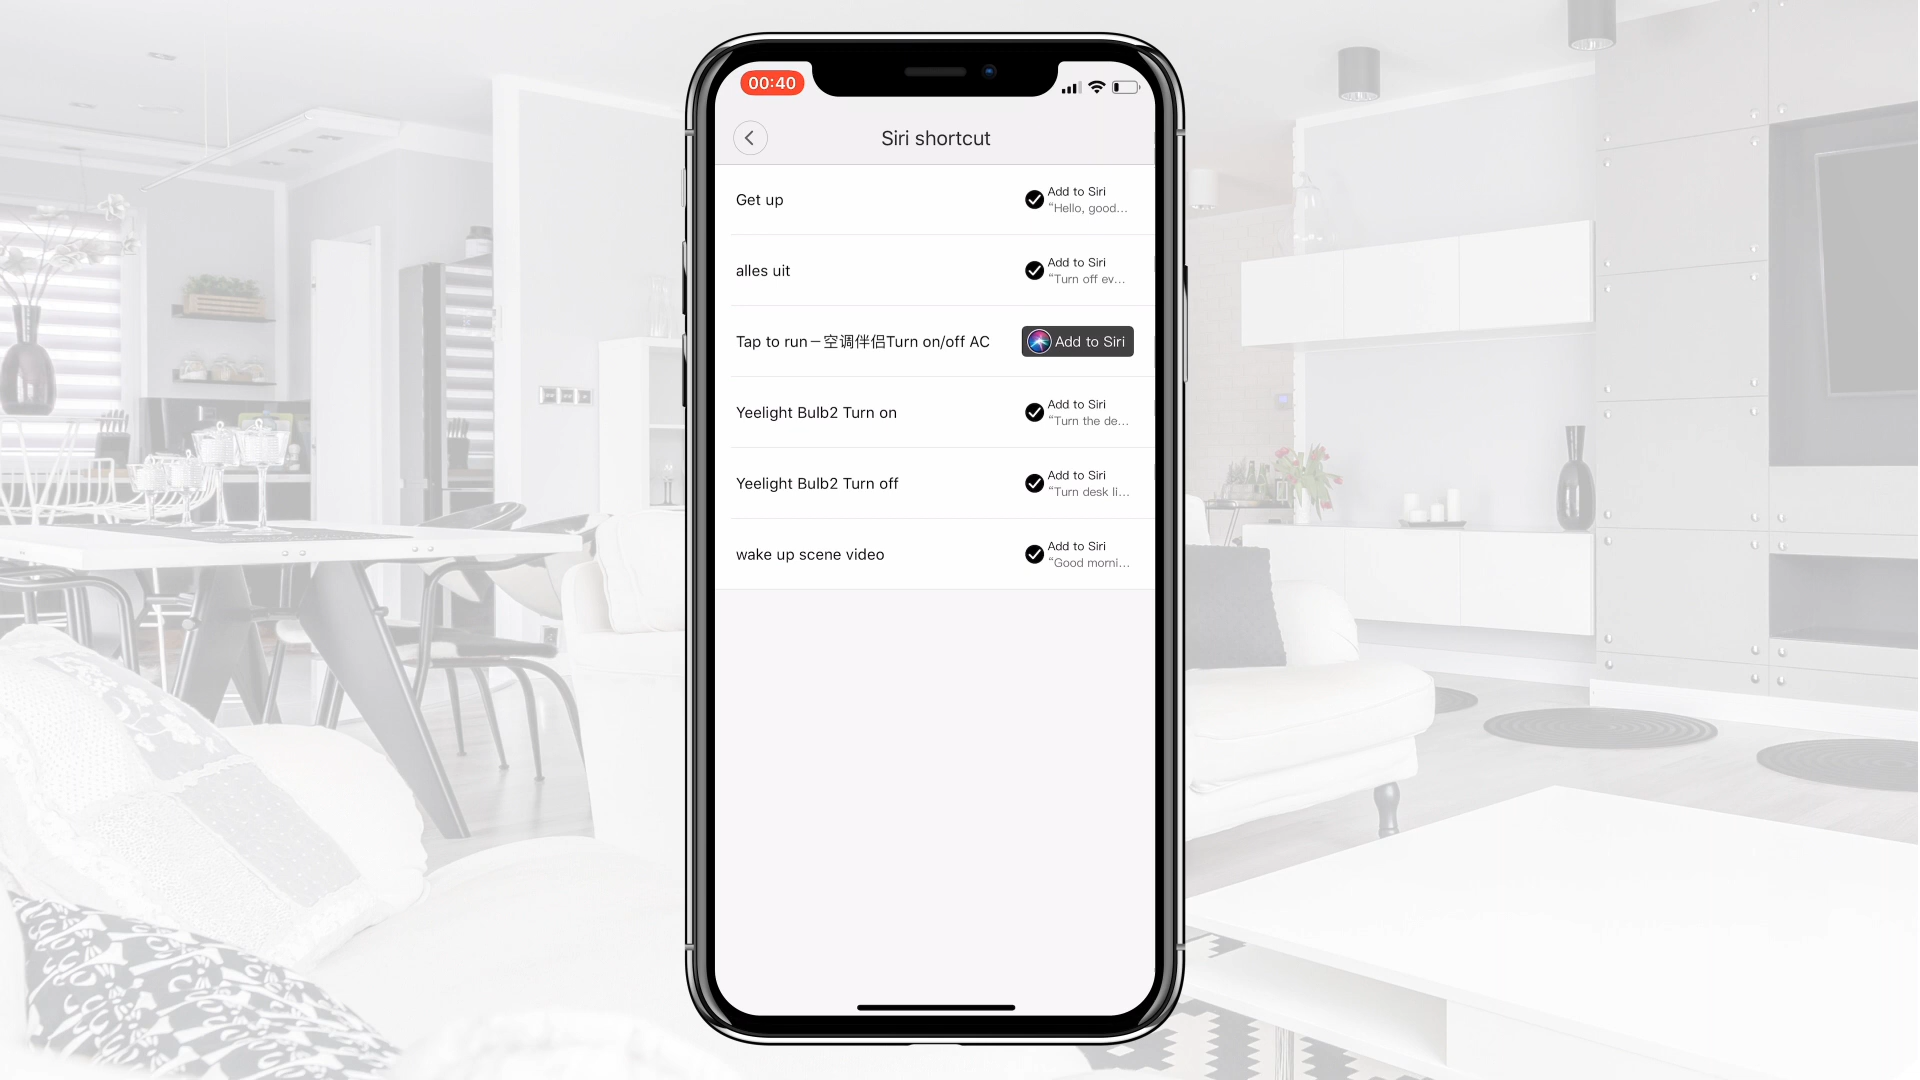 00:40
Siri shortcut
Get up
Add to Siri
“Hello, good...
alles uit
Add to Siri
“Turn off ev...
Tap to run－空调伴侣Turn on/off AC
Add to Siri
Yeelight Bulb2 Turn on
Add to Siri
“Turn the de...
Yeelight Bulb2 Turn off
Add to Siri
“Turn desk li...
wake up scene video
Add to Siri
“Good morni...